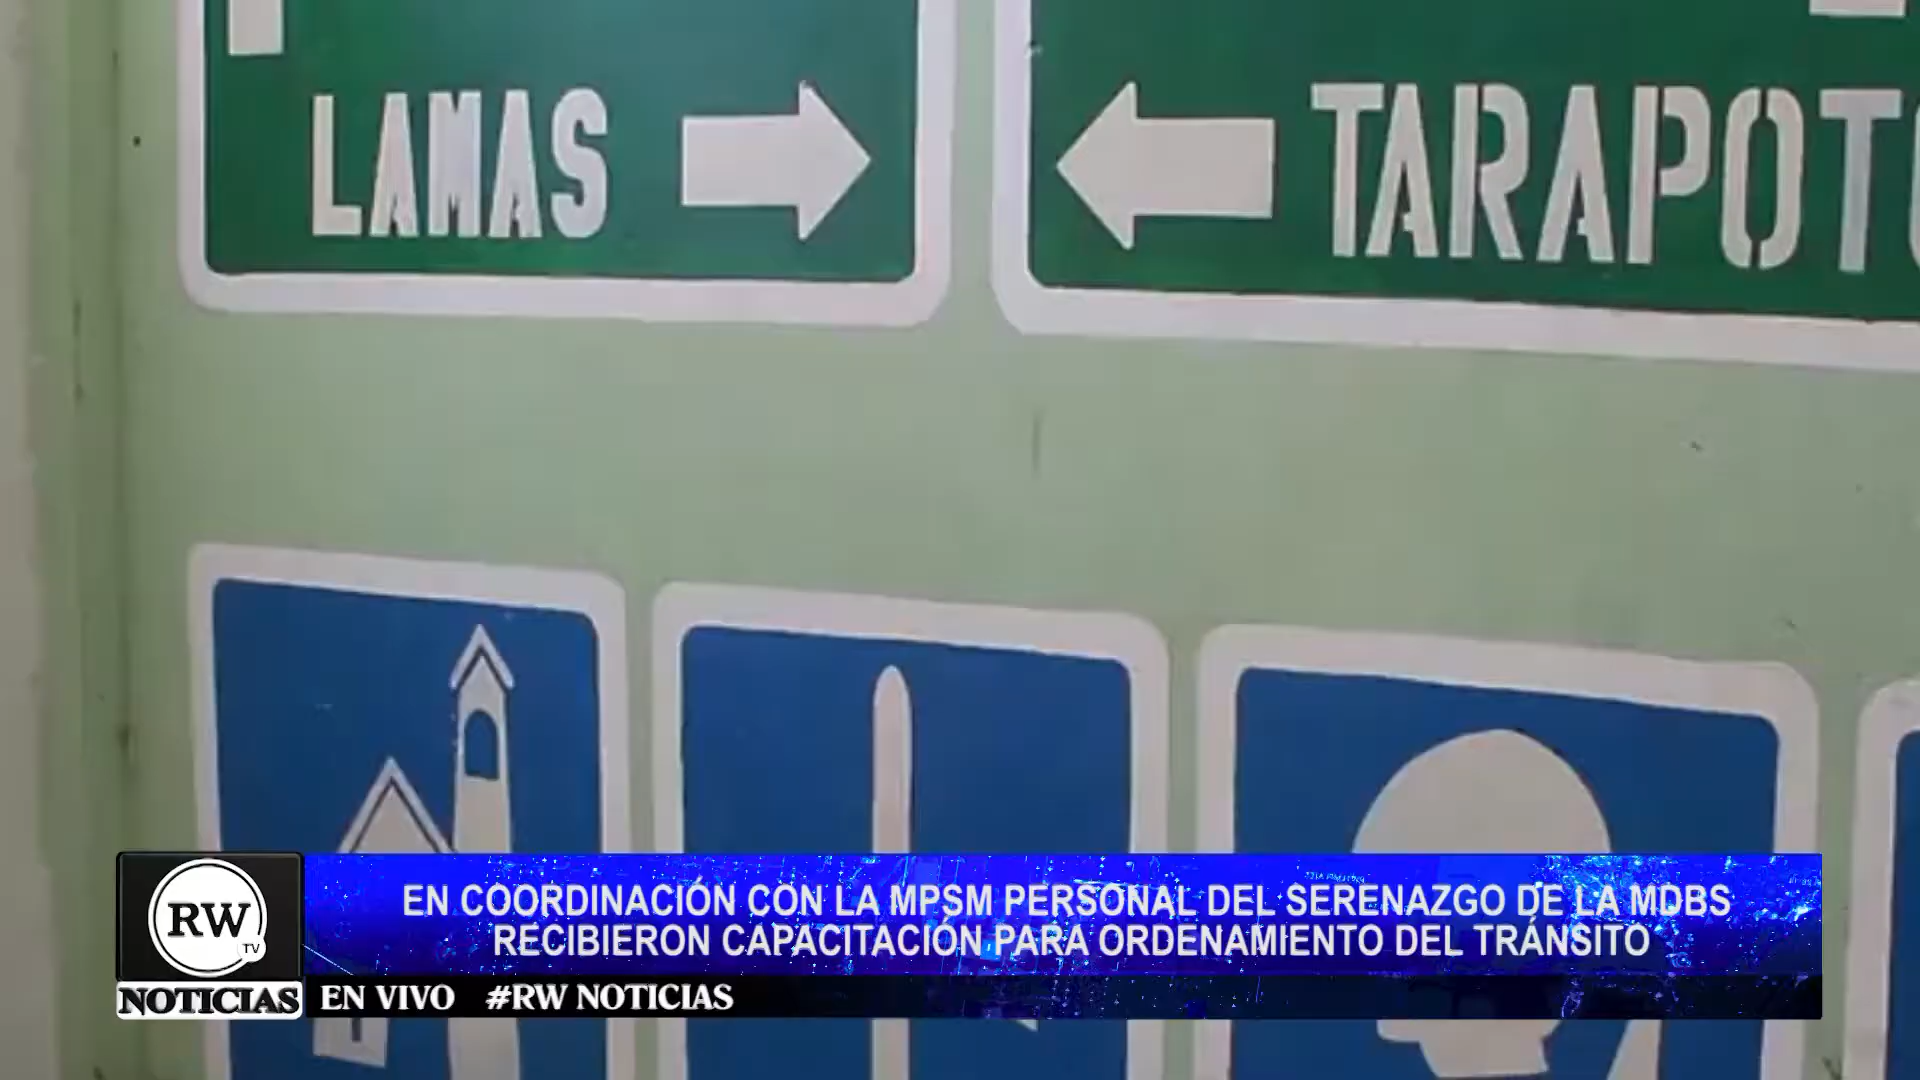 LAMAS
TARAPOTO
RW
TV
NOTICIAS
EN COORDINACIÓN CON LA MPSM PERSONAL DEL SERENAZGO DE LA MDBS
RECIBIERON CAPACITACIÓN PARA ORDENAMIENTO DEL TRÁNSITO
EN VIVO #RW NOTICIAS